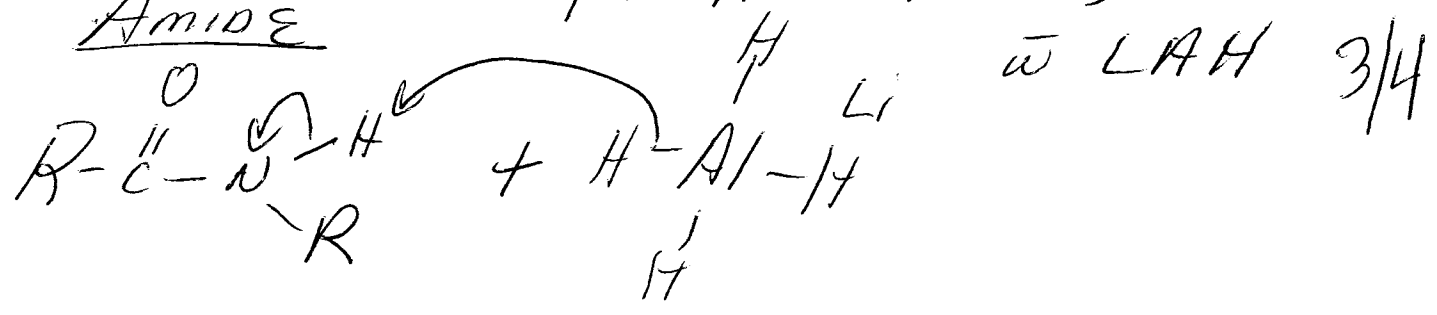 AMIDE
H
w̄ LAH 3/4
O Li
R-C-N-H + H-Al-H
R
H